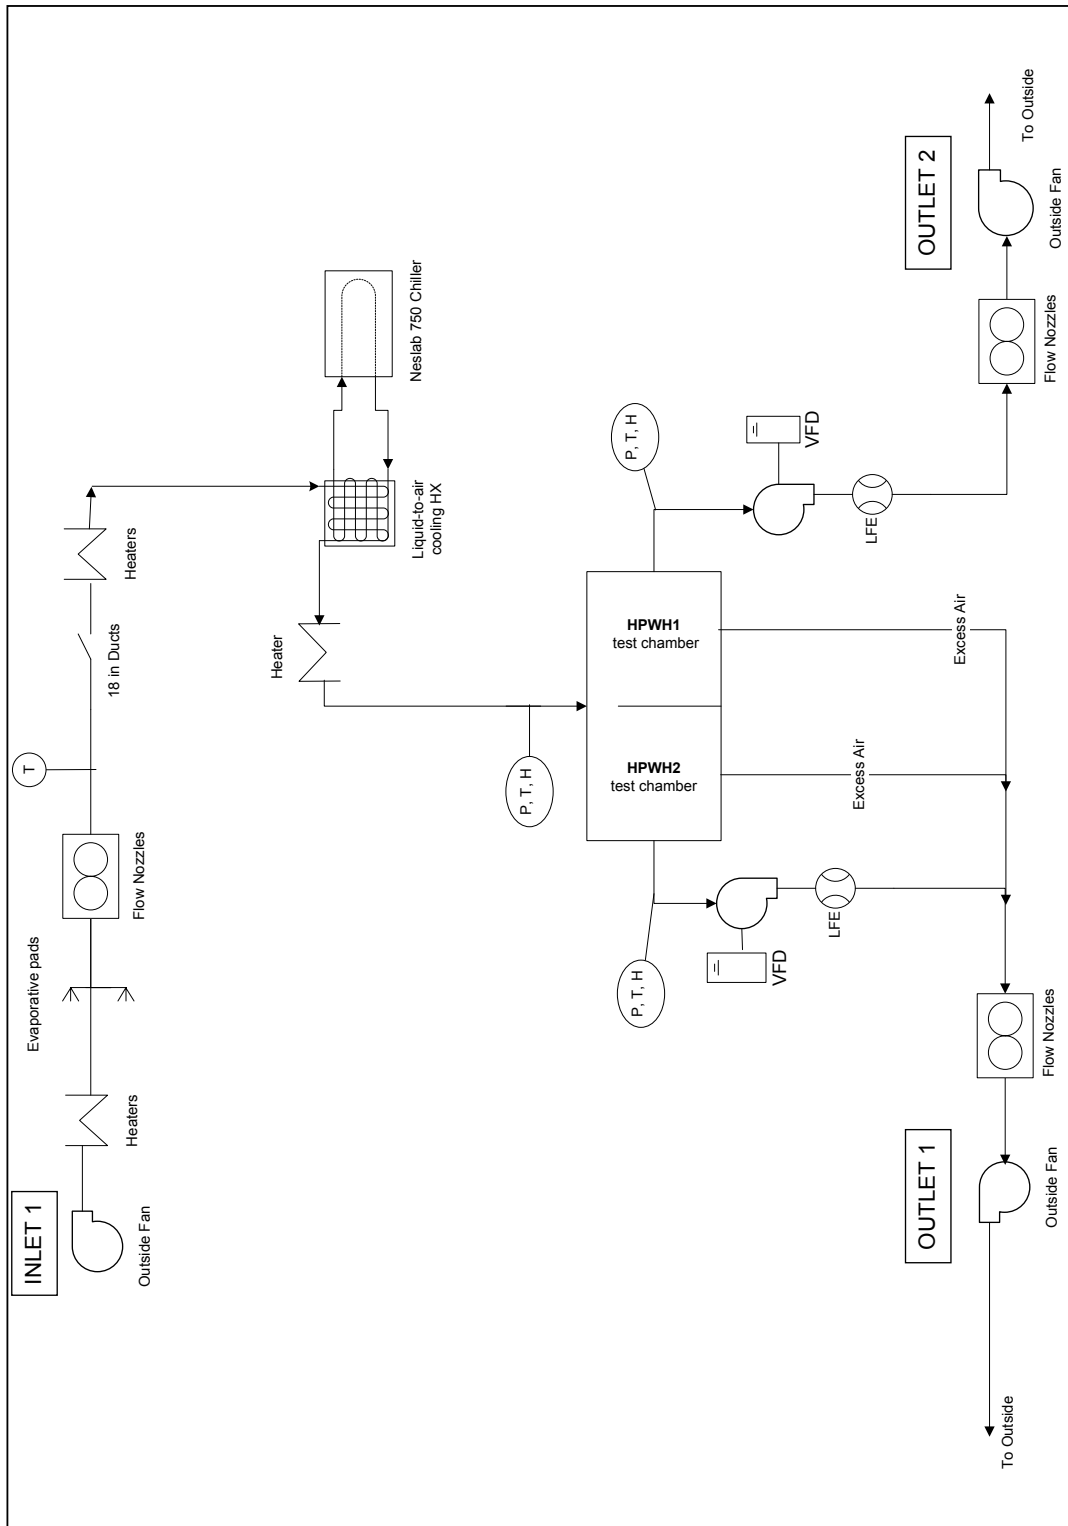 INLET 1
Outside Fan
Heaters
Evaporative pads
Flow Nozzles
T
18 in Ducts
Heaters
Liquid-to-air
cooling HX
Neslab 750 Chiller
Heater
P, T, H
HPWH1
test chamber
HPWH2
test chamber
P, T, H
VFD
LFE
P, T, H
VFD
LFE
Excess Air
Excess Air
Flow Nozzles
OUTLET 1
Outside Fan
To Outside
Flow Nozzles
OUTLET 2
Outside Fan
To Outside